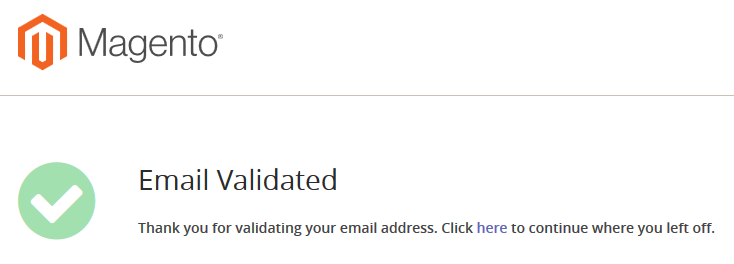 Magento®
Email Validated
Thank you for validating your email address. Click here to continue where you left off.